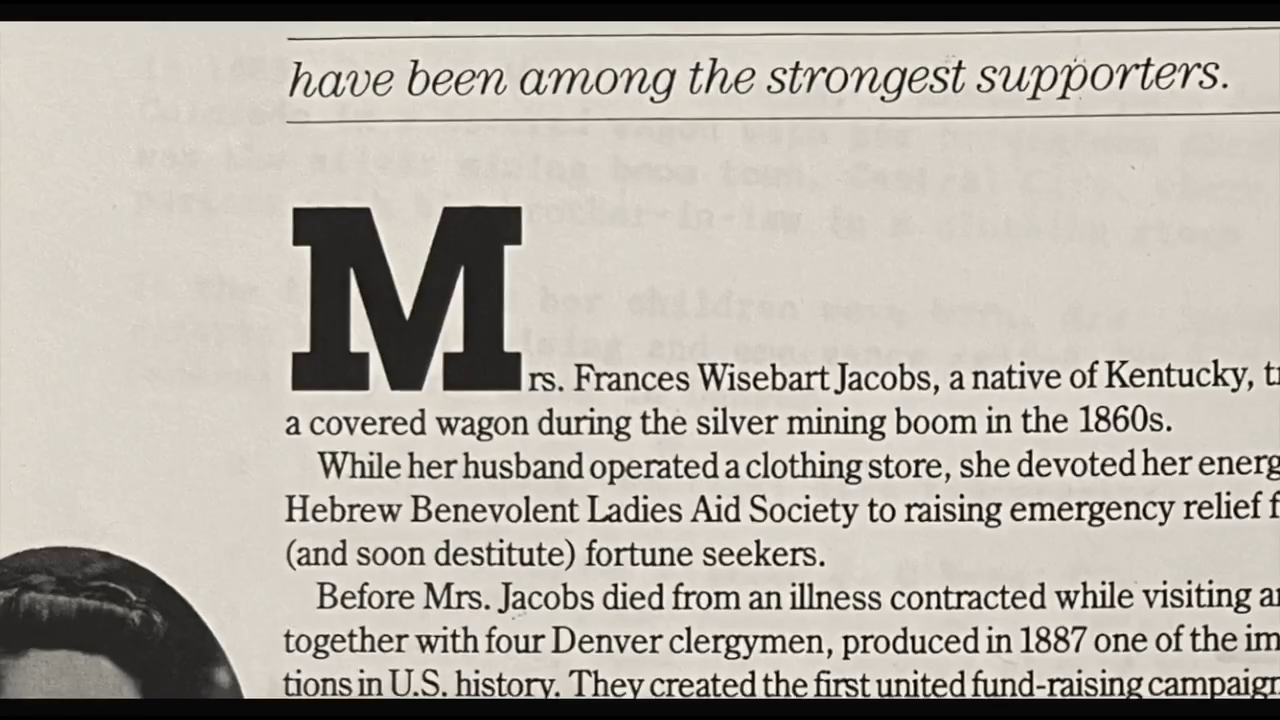 have been among the strongest supporters.
Mrs. Frances Wisebart Jacobs, a native of Kentucky,
a covered wagon during the silver mining boom in the 1860s.
While her husband operated a clothing store, she devoted her energ
Hebrew Benevolent Ladies Aid Society to raising emergency relief f
(and soon destitute) fortune seekers.
Before Mrs. Jacobs died from an illness contracted while visiting
together with four Denver clergymen, produced in 1887 one of the im
tions in U.S. history. They created the first united fund-raising campaign